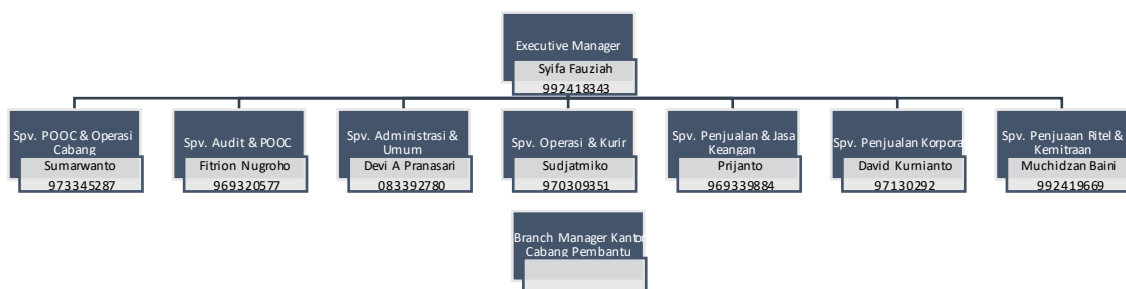 Executive Manager
Syifa Fauziah
992418343
Spv. POOC & Operasi
Cabang
Sumarwanto
973345287
Spv. Audit & POOC
Fitrion Nugroho
969320577
Spv. Administrasi &
Umum
Devi A Pranasari
083392780
Spv. Operasi & Kurir
Sudjatmiko
970309351
Spv. Penjualan & Jasa
Keangan
Prijanto
969339884
Spv. Penjualan Korpora
David Kurnianto
97130292
Spv. Penjuaan Ritel &
Kemitraan
Muchidzan Baini
992419669
Branch Manager Kantor
Cabang Pembantu